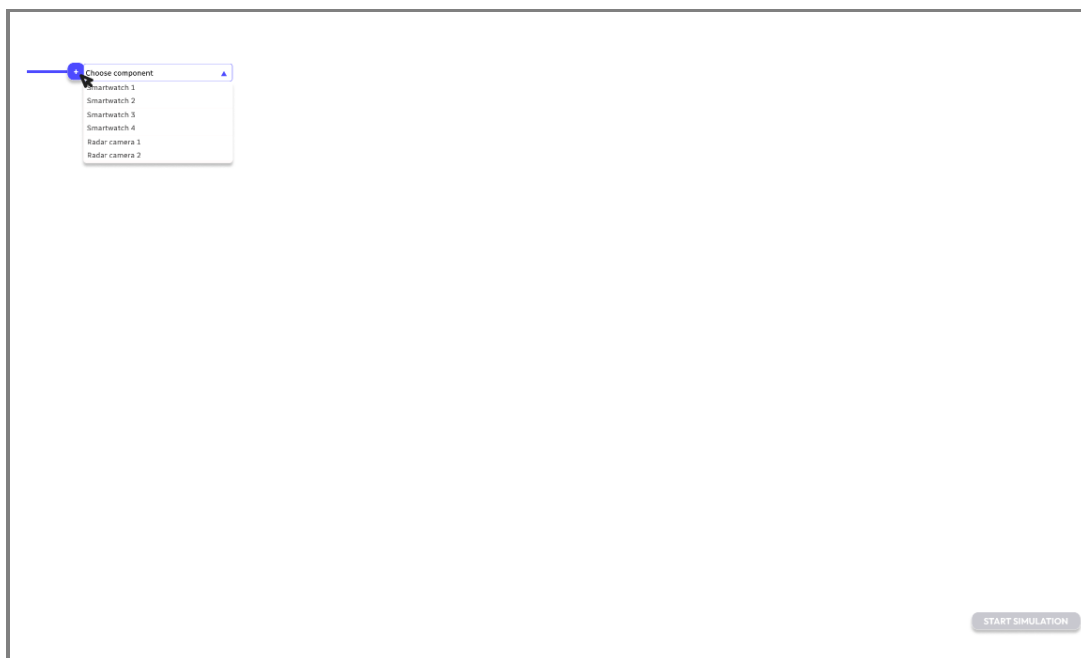 + Choose component
Smartwatch 1
Smartwatch 2
Smartwatch 3
Smartwatch 4
Radar camera 1
Radar camera 2
START SIMULATION